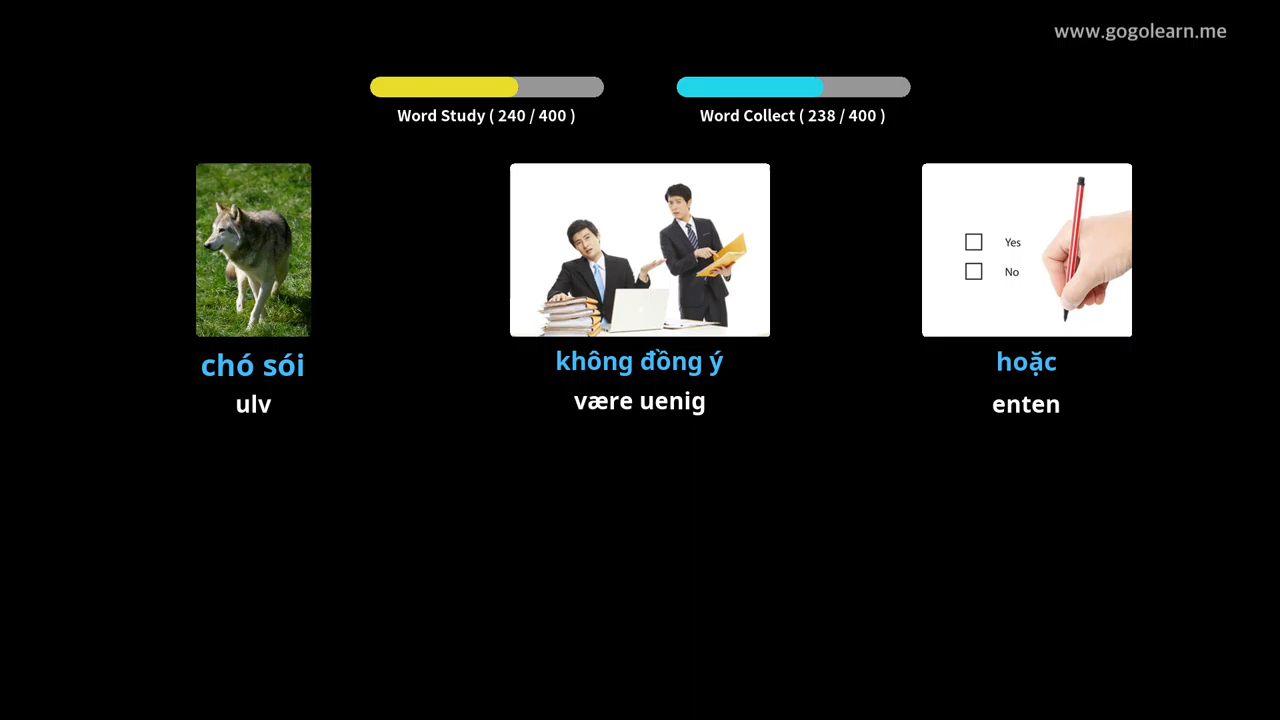 www.gogolearn.me
Word Study ( 240 / 400 )
Word Collect ( 238 / 400 )
Yes
No
chó sói
không đồng ý
hoặc
ulv
være uenig
enten